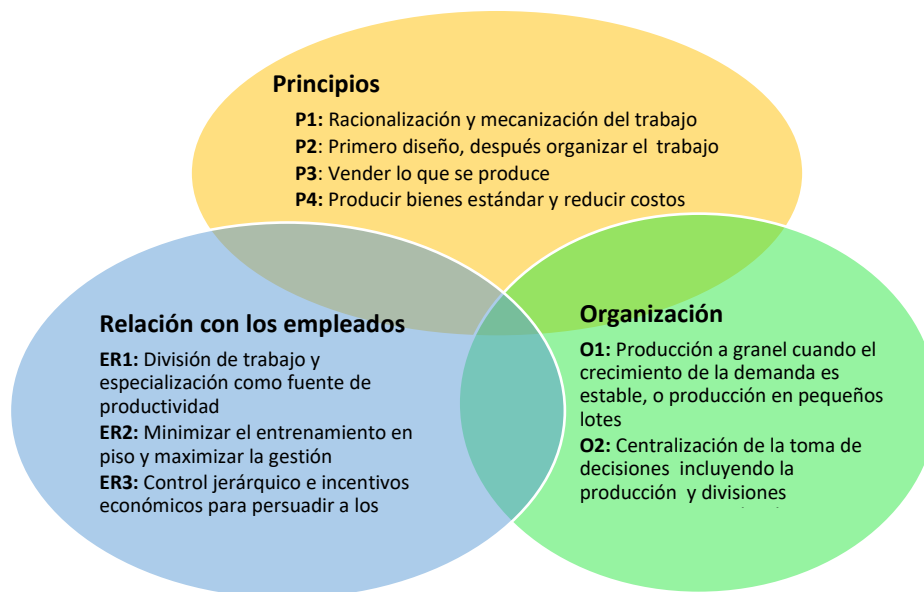 Principios
P1: Racionalización y mecanización del trabajo
P2: Primero diseño, después organizar el trabajo
P3: Vender lo que se produce
P4: Producir bienes estándar y reducir costos
Relación con los empleados
ER1: División de trabajo y
especialización como fuente de
productividad
ER2: Minimizar el entrenamiento en
piso y maximizar la gestión
ER3: Control jerárquico e incentivos
económicos para persuadir a los
Organización
O1: Producción a granel cuando el
crecimiento de la demanda es
estable, o producción en pequeños
lotes
O2: Centralización de la toma de
decisiones incluyendo la
producción y divisiones